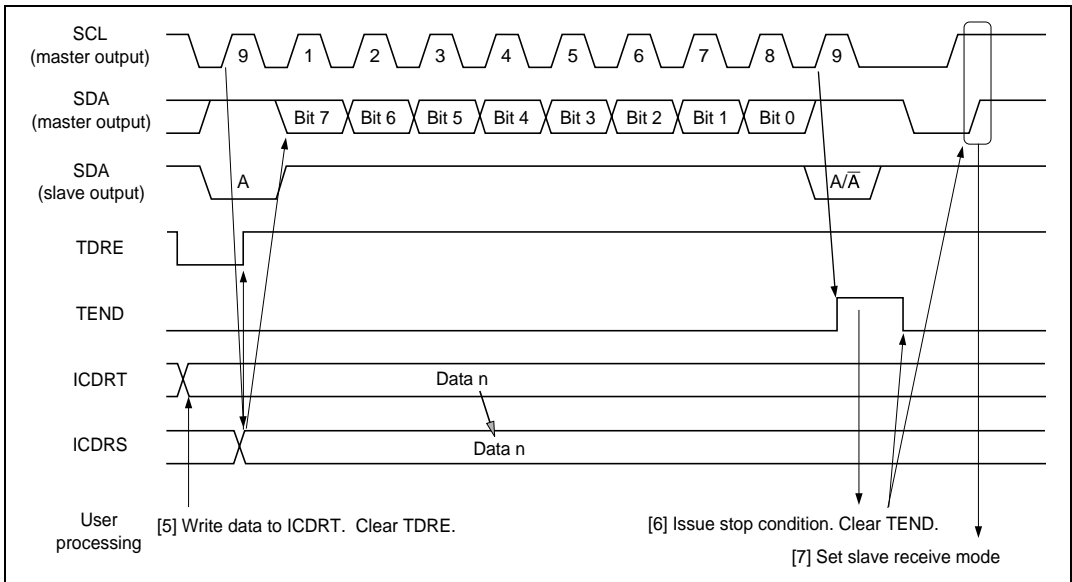 SCL
(master output)
9 1 2 3 4 5 6 7 8 9
SDA
(master output)
Bit 7 Bit 6 Bit 5 Bit 4 Bit 3 Bit 2 Bit 1 Bit 0
SDA
(slave output)
A A/A̅
TDRE
TEND
ICDRT
Data n
ICDRS
Data n
User
processing
[5] Write data to ICDRT. Clear TDRE.
[6] Issue stop condition. Clear TEND.
[7] Set slave receive mode